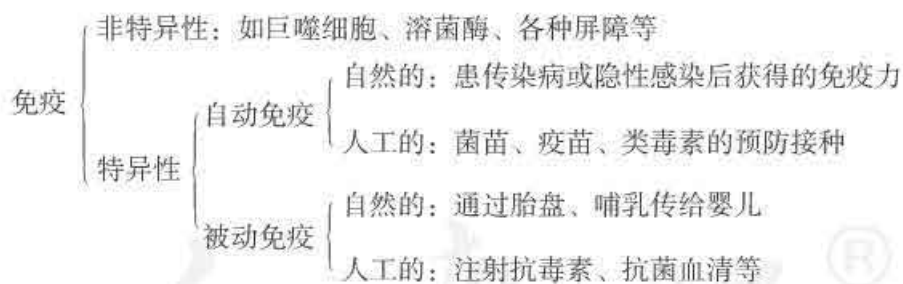 非特异性：如巨噬细胞、溶菌酶、各种屏障等
自然的：患传染病或隐性感染后获得的免疫力
免疫
自动免疫
人工的：菌苗、疫苗、类毒素的预防接种
特异性
自然的：通过胎盘、哺乳传给婴儿
被动免疫
人工的：注射抗毒素、抗菌血清等
®